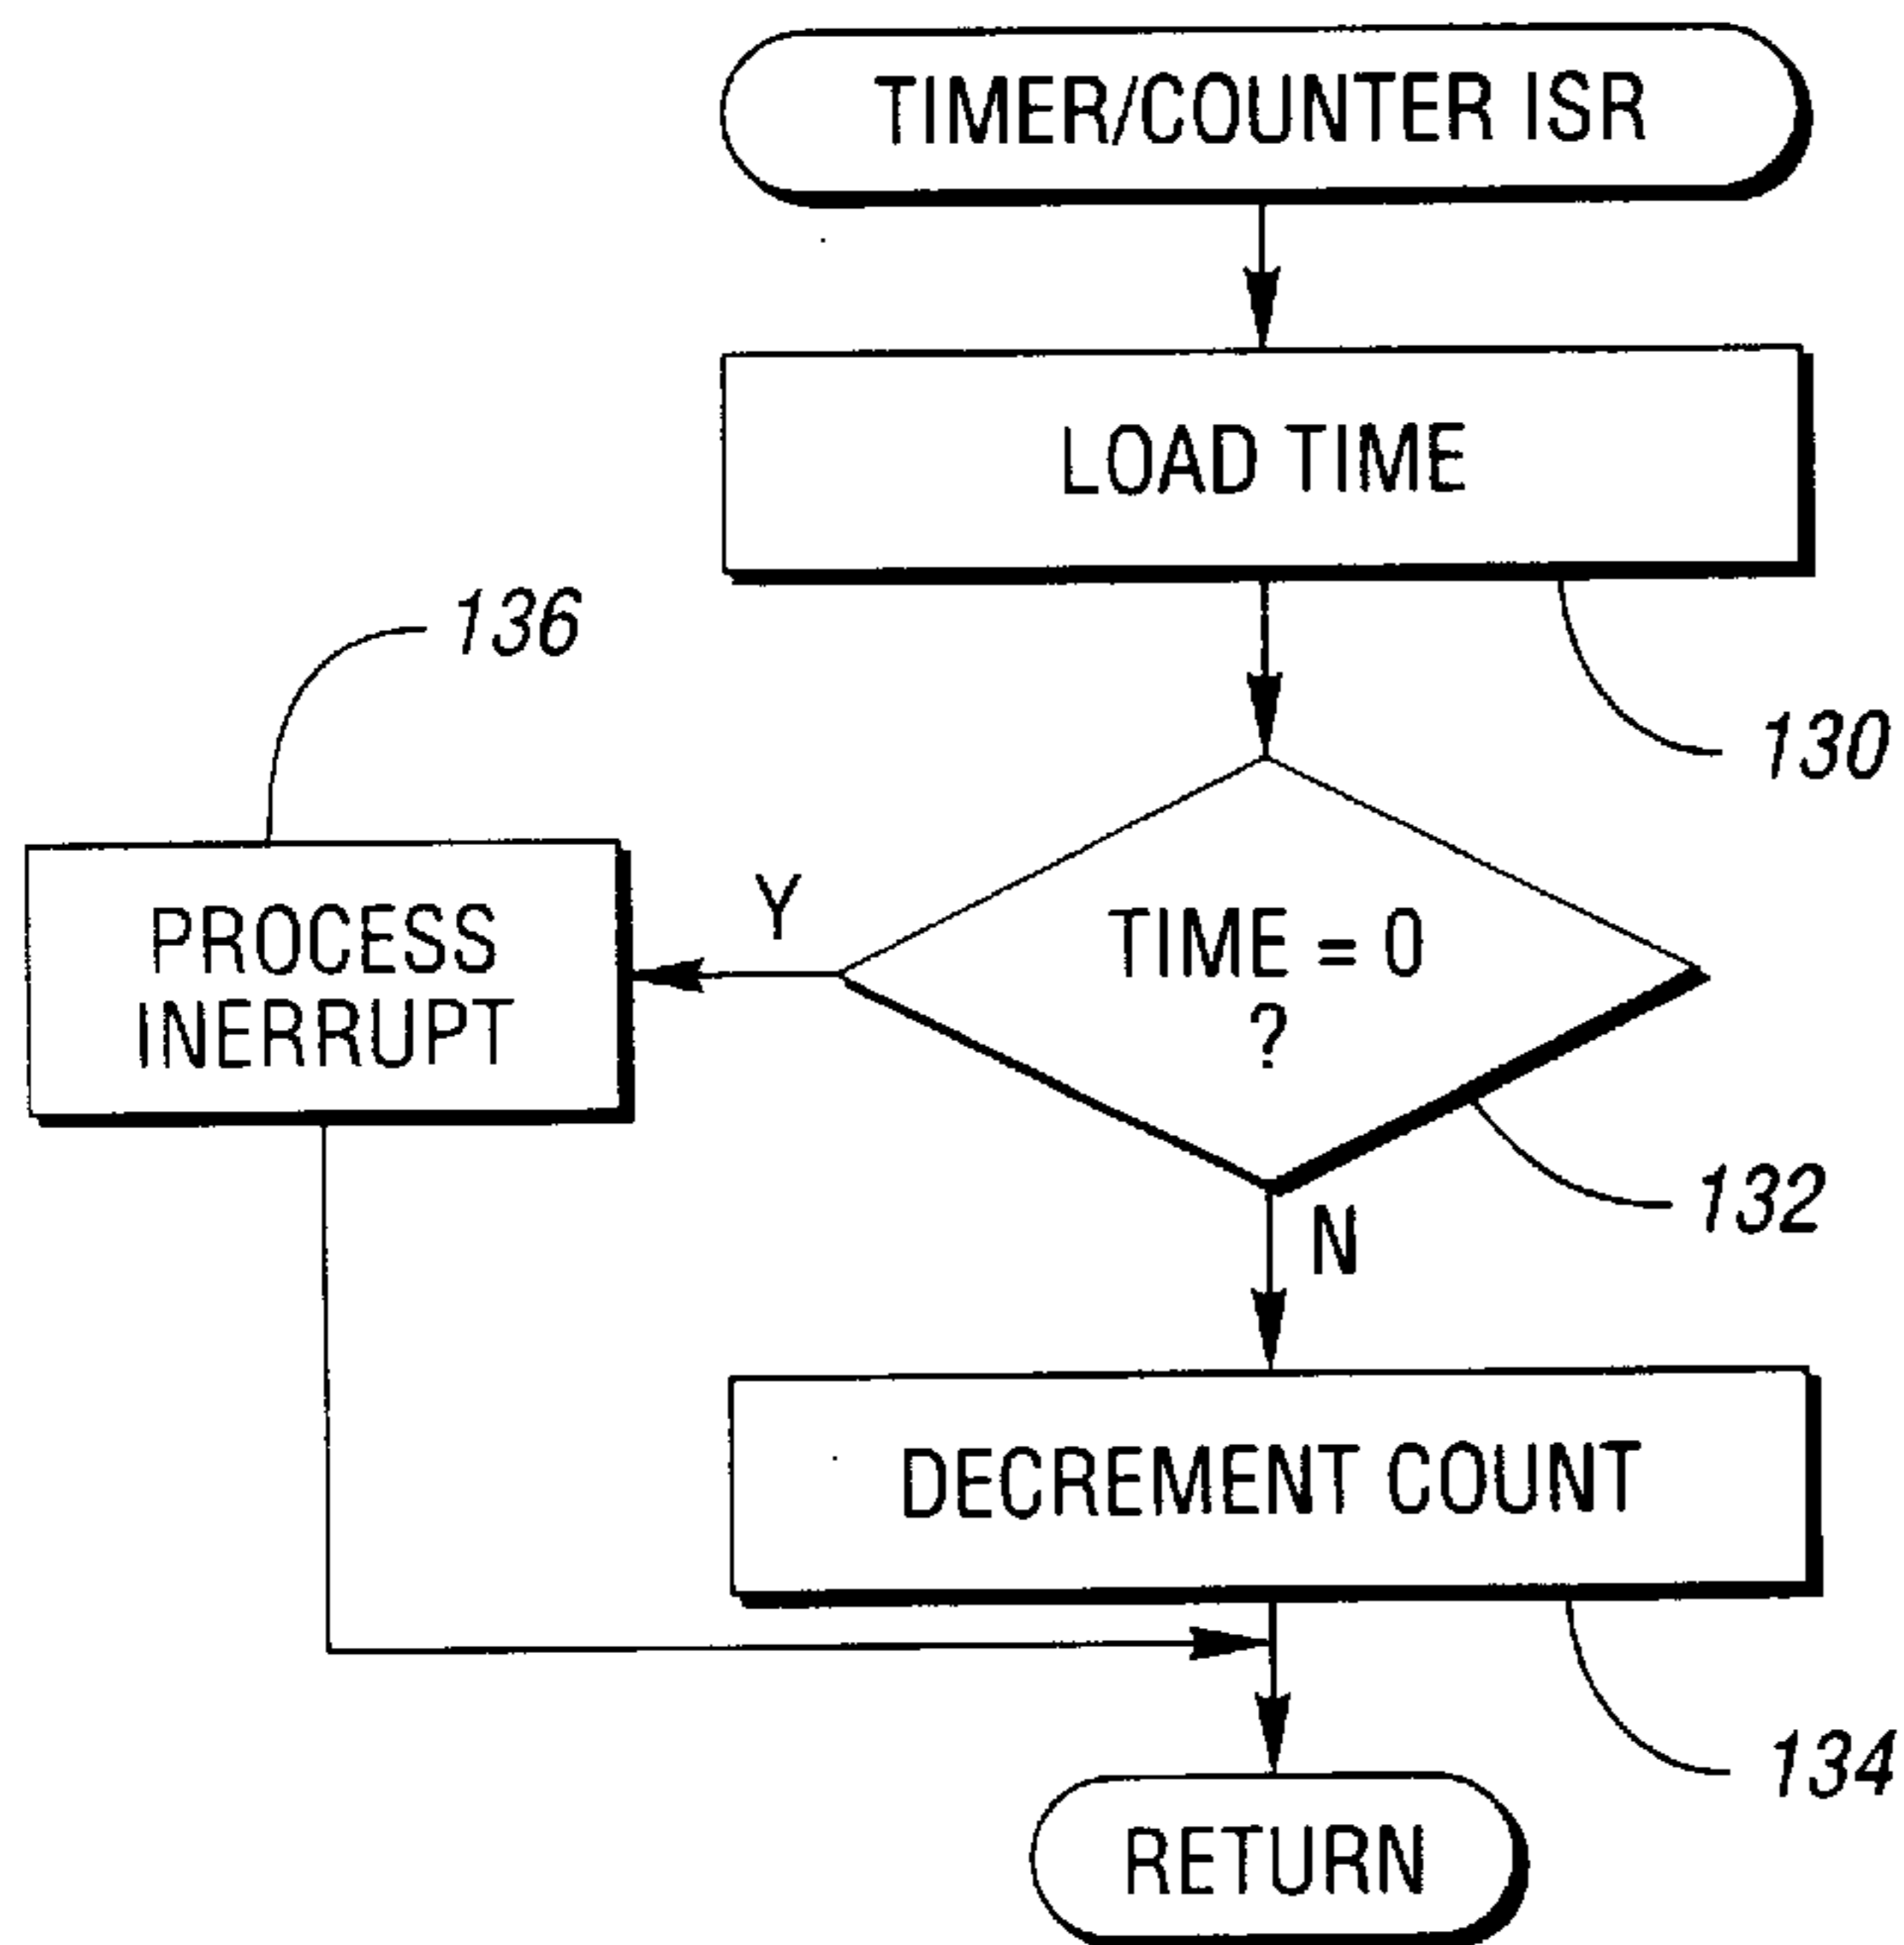 TIMER/COUNTER ISR
LOAD TIME
136
130
PROCESS
INERRUPT
Y
TIME = 0
?
132
N
DECREMENT COUNT
134
RETURN